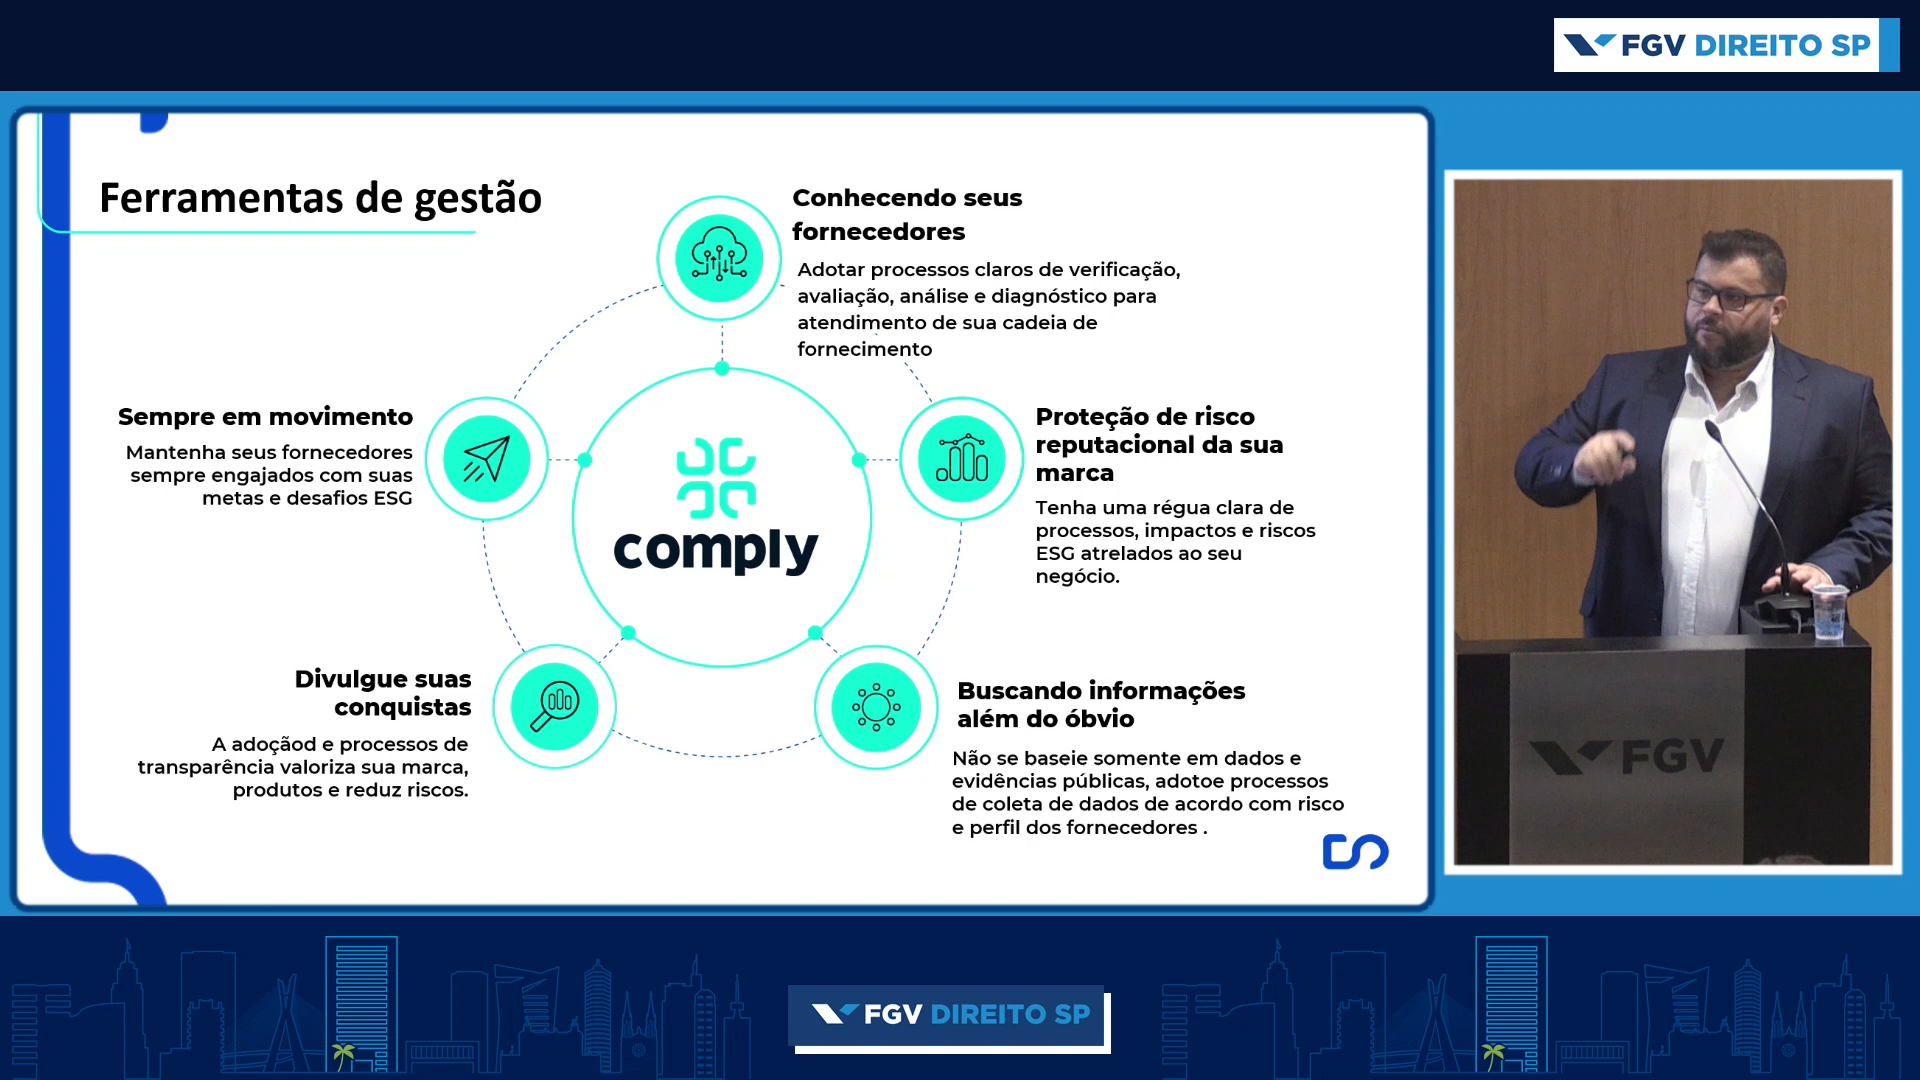 FGV DIREITO SP
Ferramentas de gestão
Conhecendo seus
fornecedores
Adotar processos claros de verificação,
avaliação, análise e diagnóstico para
atendimento de sua cadeia de
fornecimento
Sempre em movimento
Mantenha seus fornecedores
sempre engajados com suas
metas e desafios ESG
Proteção de risco
reputacional da sua
marca
Tenha uma régua clara de
processos, impactos e riscos
ESG atrelados ao seu
negócio.
comply
Divulgue suas
conquistas
A adoçãod e processos de
transparência valoriza sua marca,
produtos e reduz riscos.
Buscando informações
além do óbvio
Não se baseie somente em dados e
evidências públicas, adotoe processos
de coleta de dados de acordo com risco
e perfil dos fornecedores .
FGV
FGV DIREITO SP